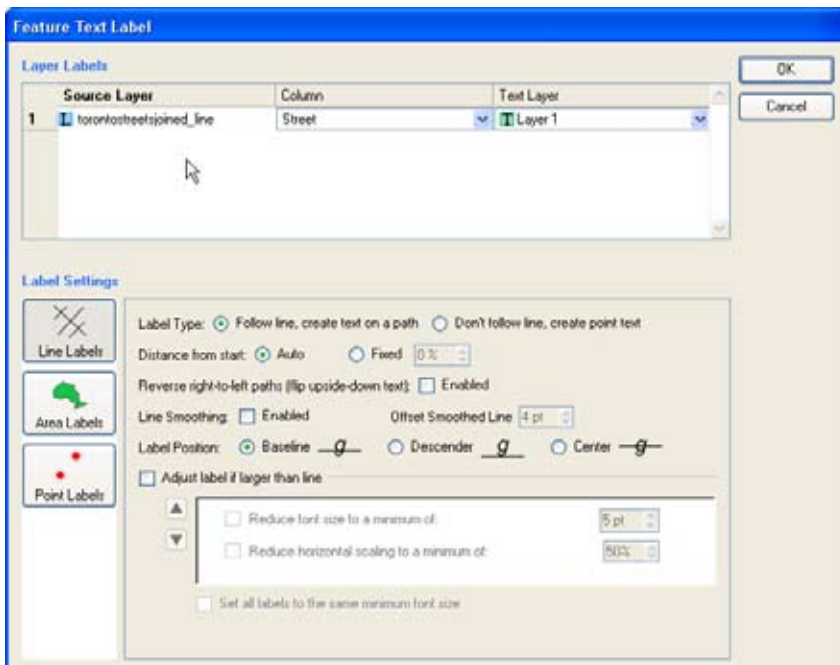 Feature Text Label
Layer Labels
OK
Source Layer Column Text Layer
1 L torontostreetsjoined_line Street T Layer 1
Cancel
Label Settings
Line Labels
Area Labels
Point Labels
Label Type: Follow line, create text on a path Don't follow line, create point text
Distance from start: Auto Fixed 0 %
Reverse right-to-left paths (flip upside-down text): Enabled
Line Smoothing: Enabled Offset Smoothed Line 4 pt
Label Position: Baseline g Descender g Center g
Adjust label if larger than line
Reduce font size to a minimum of: 5 pt
Reduce horizontal scaling to a minimum of: 50%
Set all labels to the same minimum font size